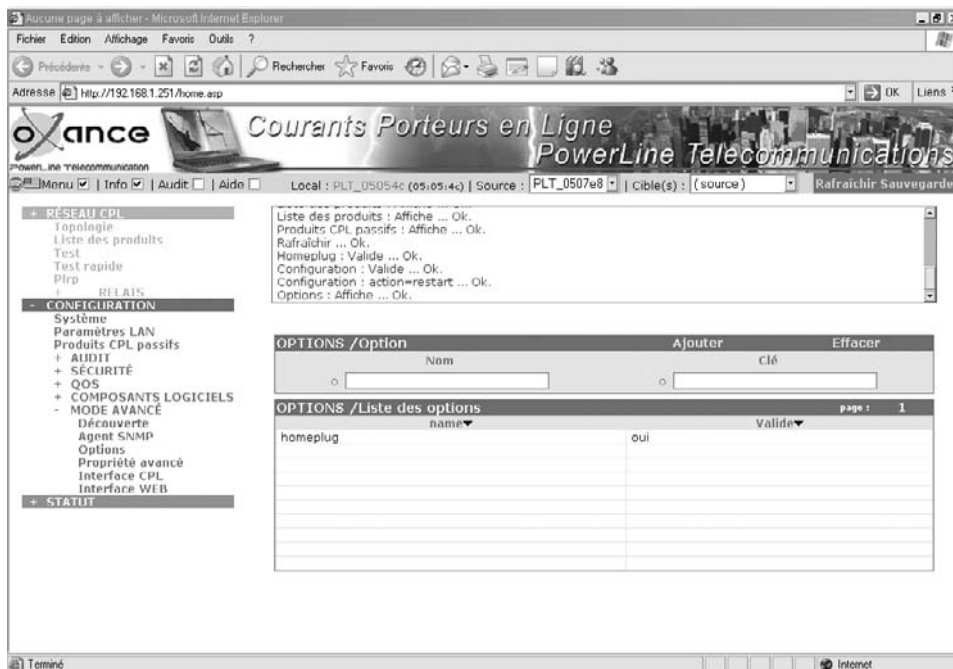 Aucune page à afficher - Microsoft Internet Explorer
Fichier Edition Affichage Favoris Outils ?
Précédente Rechercher Favoris
Adresse http://192.168.1.251/home.asp OK Liens
oxance Courants Porteurs en Ligne
PowerLine Telecommunication PowerLine Telecommunications
Menu | Info | Audit | Aide Local : PLT_05054c (05:05:4c) | Source : PLT_0507e8 | Cible(s) : (source) Rafraichir Sauvegarde
+ RÉSEAU CPL
Topologie
Liste des produits
Test
Test rapide
Plrp
+ RELAIS
- CONFIGURATION
Système
Paramètres LAN
Produits CPL passifs
+ AUDIT
+ SÉCURITÉ
+ QOS
+ COMPOSANTS LOGICIELS
- MODE AVANCÉ
Découverte
Agent SNMP
Options
Propriété avancé
Interface CPL
Interface WEB
+ STATUT
Liste des produits : Affiche ... Ok.
Produits CPL passifs : Affiche ... Ok.
Rafraîchir ... Ok.
Homeplug : Valide ... Ok.
Configuration : Valide ... Ok.
Configuration : action=restart ... Ok.
Options : Affiche ... Ok.
OPTIONS /Option Ajouter Effacer
Nom Clé
OPTIONS /Liste des options page : 1
name Valide
homeplug oui
Terminé Internet